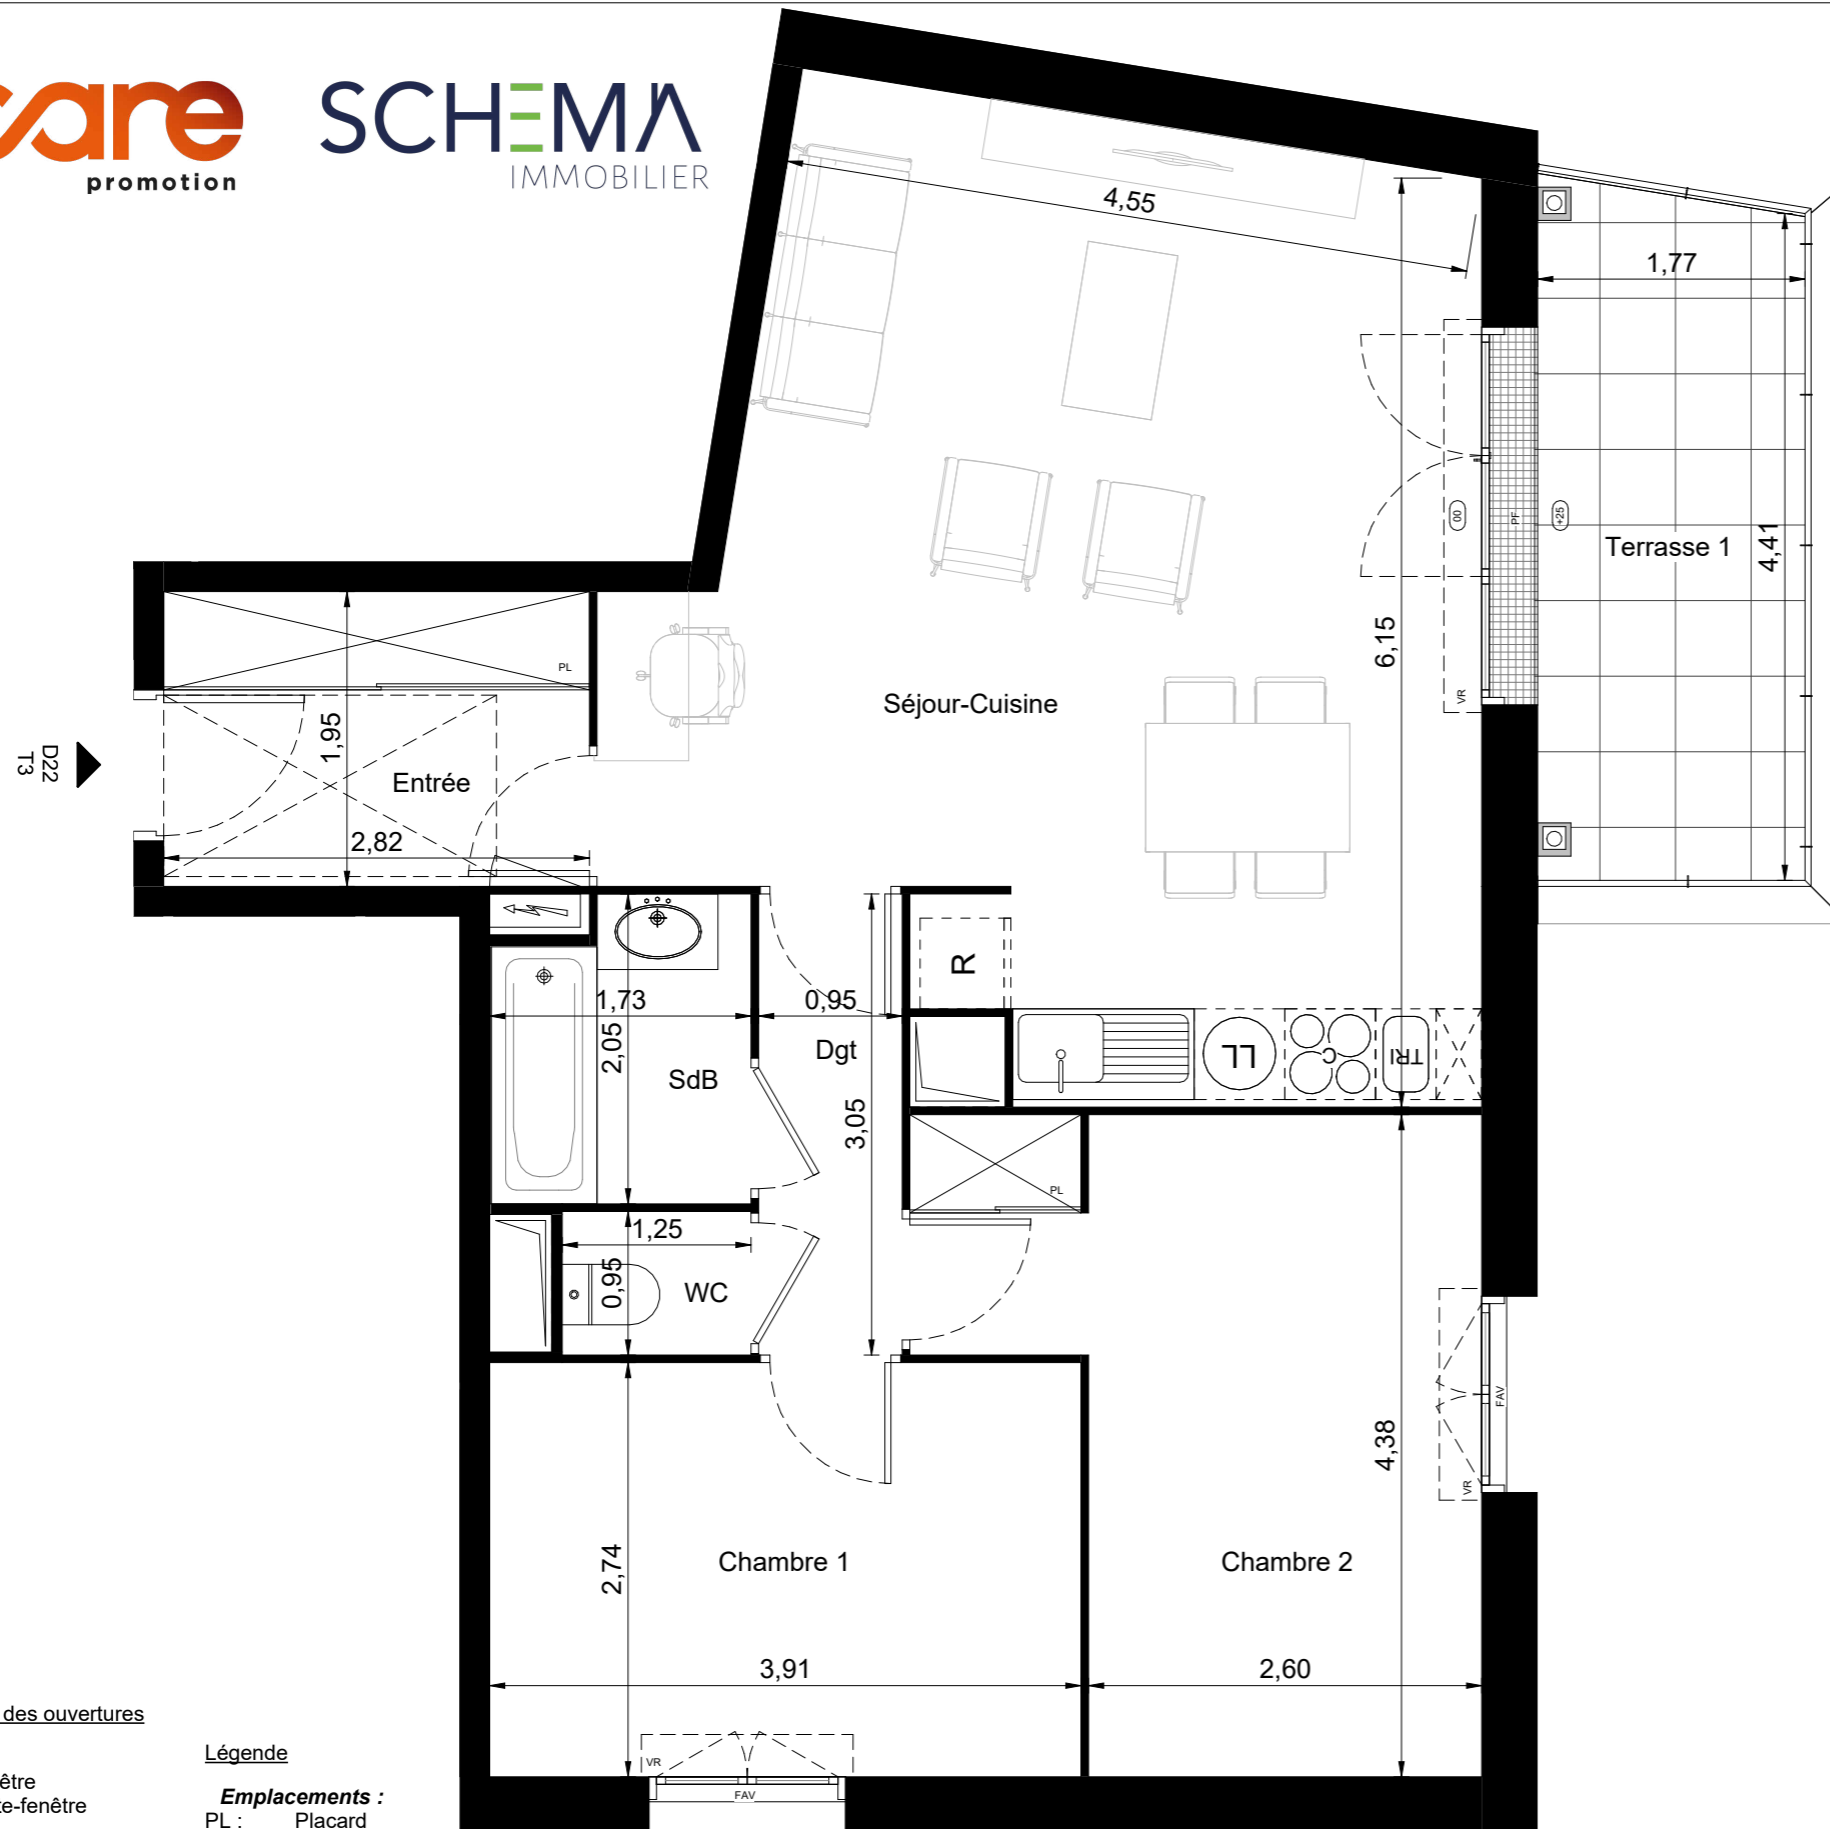 care
promotion
SCHEMA
IMMOBILIER
4,55
1,77
Terrasse 1
4,41
00
PF
+25
VR
6,15
PL
1,95
Séjour-Cuisine
Entrée
2,82
D22
T3
R
1,73
0,95
2,05
Dgt
SdB
LL
C
TRI
3,05
PL
1,25
0,95
WC
4,38
FAV
VR
2,74
Chambre 1
Chambre 2
3,91
2,60
VR
FAV
des ouvertures
Légende
être
te-fenêtre
Emplacements :
PL : Placard